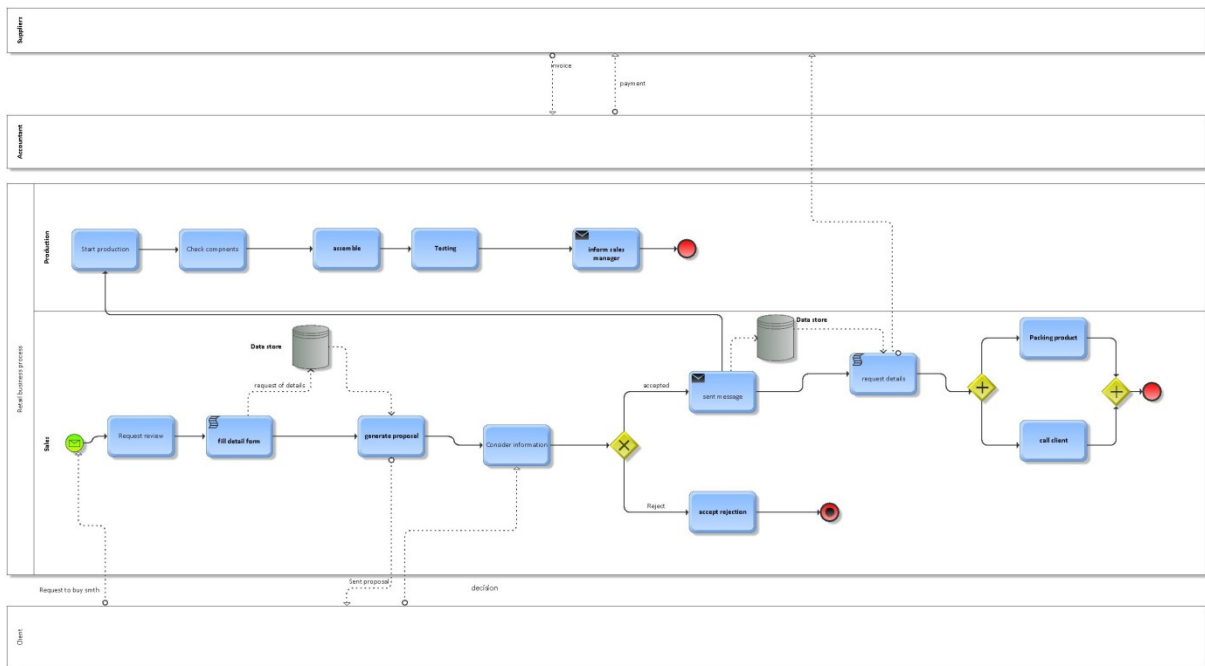 Suppliers
invoice
payment
Accountant
Retail business process
Production
Start production
Check compnents
assemble
Testing
inform sales
manager
Sales
Data store
request of details
Request review
fill detail form
generate proposal
Consider information
accepted
Reject
sent message
Data store
request details
accept rejection
Packing product
call client
Request to buy smth
Sent proposal
decision
Client